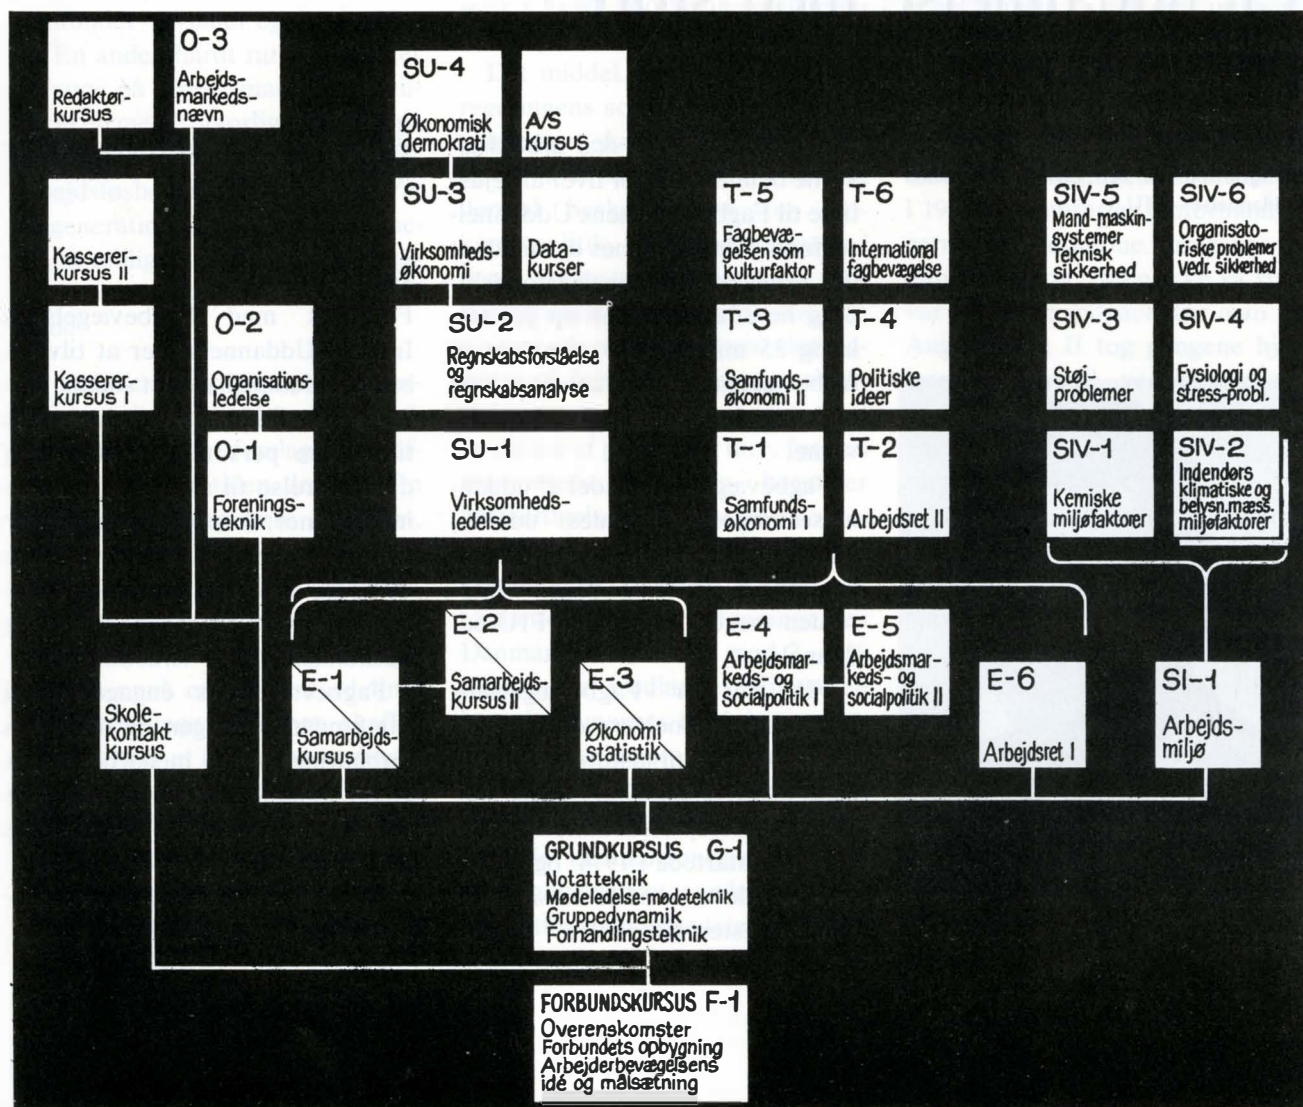 Redaktør-
kursus
O-3
Arbejds-
markeds-
nævn
SU-4
Økonomisk
demokrati
A/S
kursus
Kasserer-
kursus II
SU-3
Virksomheds-
økonomi
Data-
kurser
T-5
Fagbevæ-
gelsen som
kulturfaktor
T-6
International
fagbevægelse
SIV-5
Mand-maskin-
systemer
Teknisk
sikkerhed
SIV-6
Organisato-
riske problemer
Vedr. sikkerhed
Kasserer-
kursus I
O-2
Organisations-
ledelse
SU-2
Regnskabsforståelse
og
regnskabsanalyse
T-3
Samfunds-
økonomi II
T-4
Politiske
ideer
SIV-3
Støj-
problemer
SIV-4
Fysiologi og
stress-probl.
O-1
Forenings-
teknik
SU-1
Virksomheds-
ledelse
T-1
Samfunds-
økonomi I
T-2
Arbejdsret II
SIV-1
Kemiske
miljøfaktorer
SIV-2
Indendørs
klimatiske og
belysn.mæss.
miljøfaktorer
Skole-
kontakt
kursus
E-1
Samarbejds-
kursus I
E-2
Samarbejds-
kursus II
E-3
Økonomi
statistik
E-4
Arbejdsmar-
keds- og
socialpolitik I
E-5
Arbejdsmar-
keds- og
socialpolitik II
E-6
Arbejdsret I
SI-1
Arbejds-
miljø
GRUNDKURSUS G-1
Notatteknik
Mødeledelse-mødeteknik
Gruppedynamik
Forhandlingsteknik
FORBUNDSKURSUS F-1
Overenskomster
Forbundets opbygning
Arbejderbevægelsens
idé og målsætning